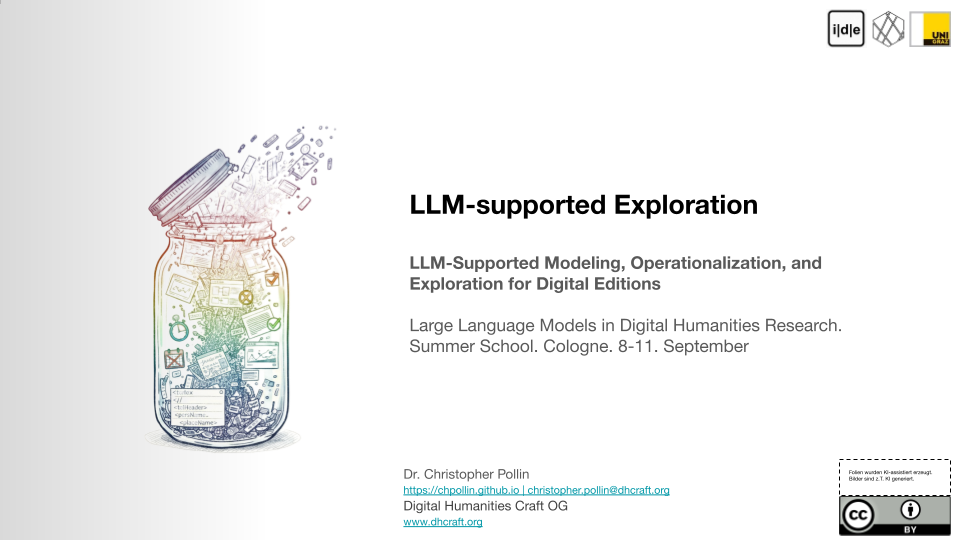 i|d|e
UNI
GRAZ
LLM-supported Exploration
LLM-Supported Modeling, Operationalization, and
Exploration for Digital Editions
Large Language Models in Digital Humanities Research.
Summer School. Cologne. 8-11. September
<teiHeader>
<persName.
<placeName>
Dr. Christopher Pollin
https://chpollin.github.io | christopher.pollin@dhcraft.org
Digital Humanities Craft OG
www.dhcraft.org
Folien wurden KI-assistiert erzeugt.
Bilder sind z.T. KI generiert.
cc
BY